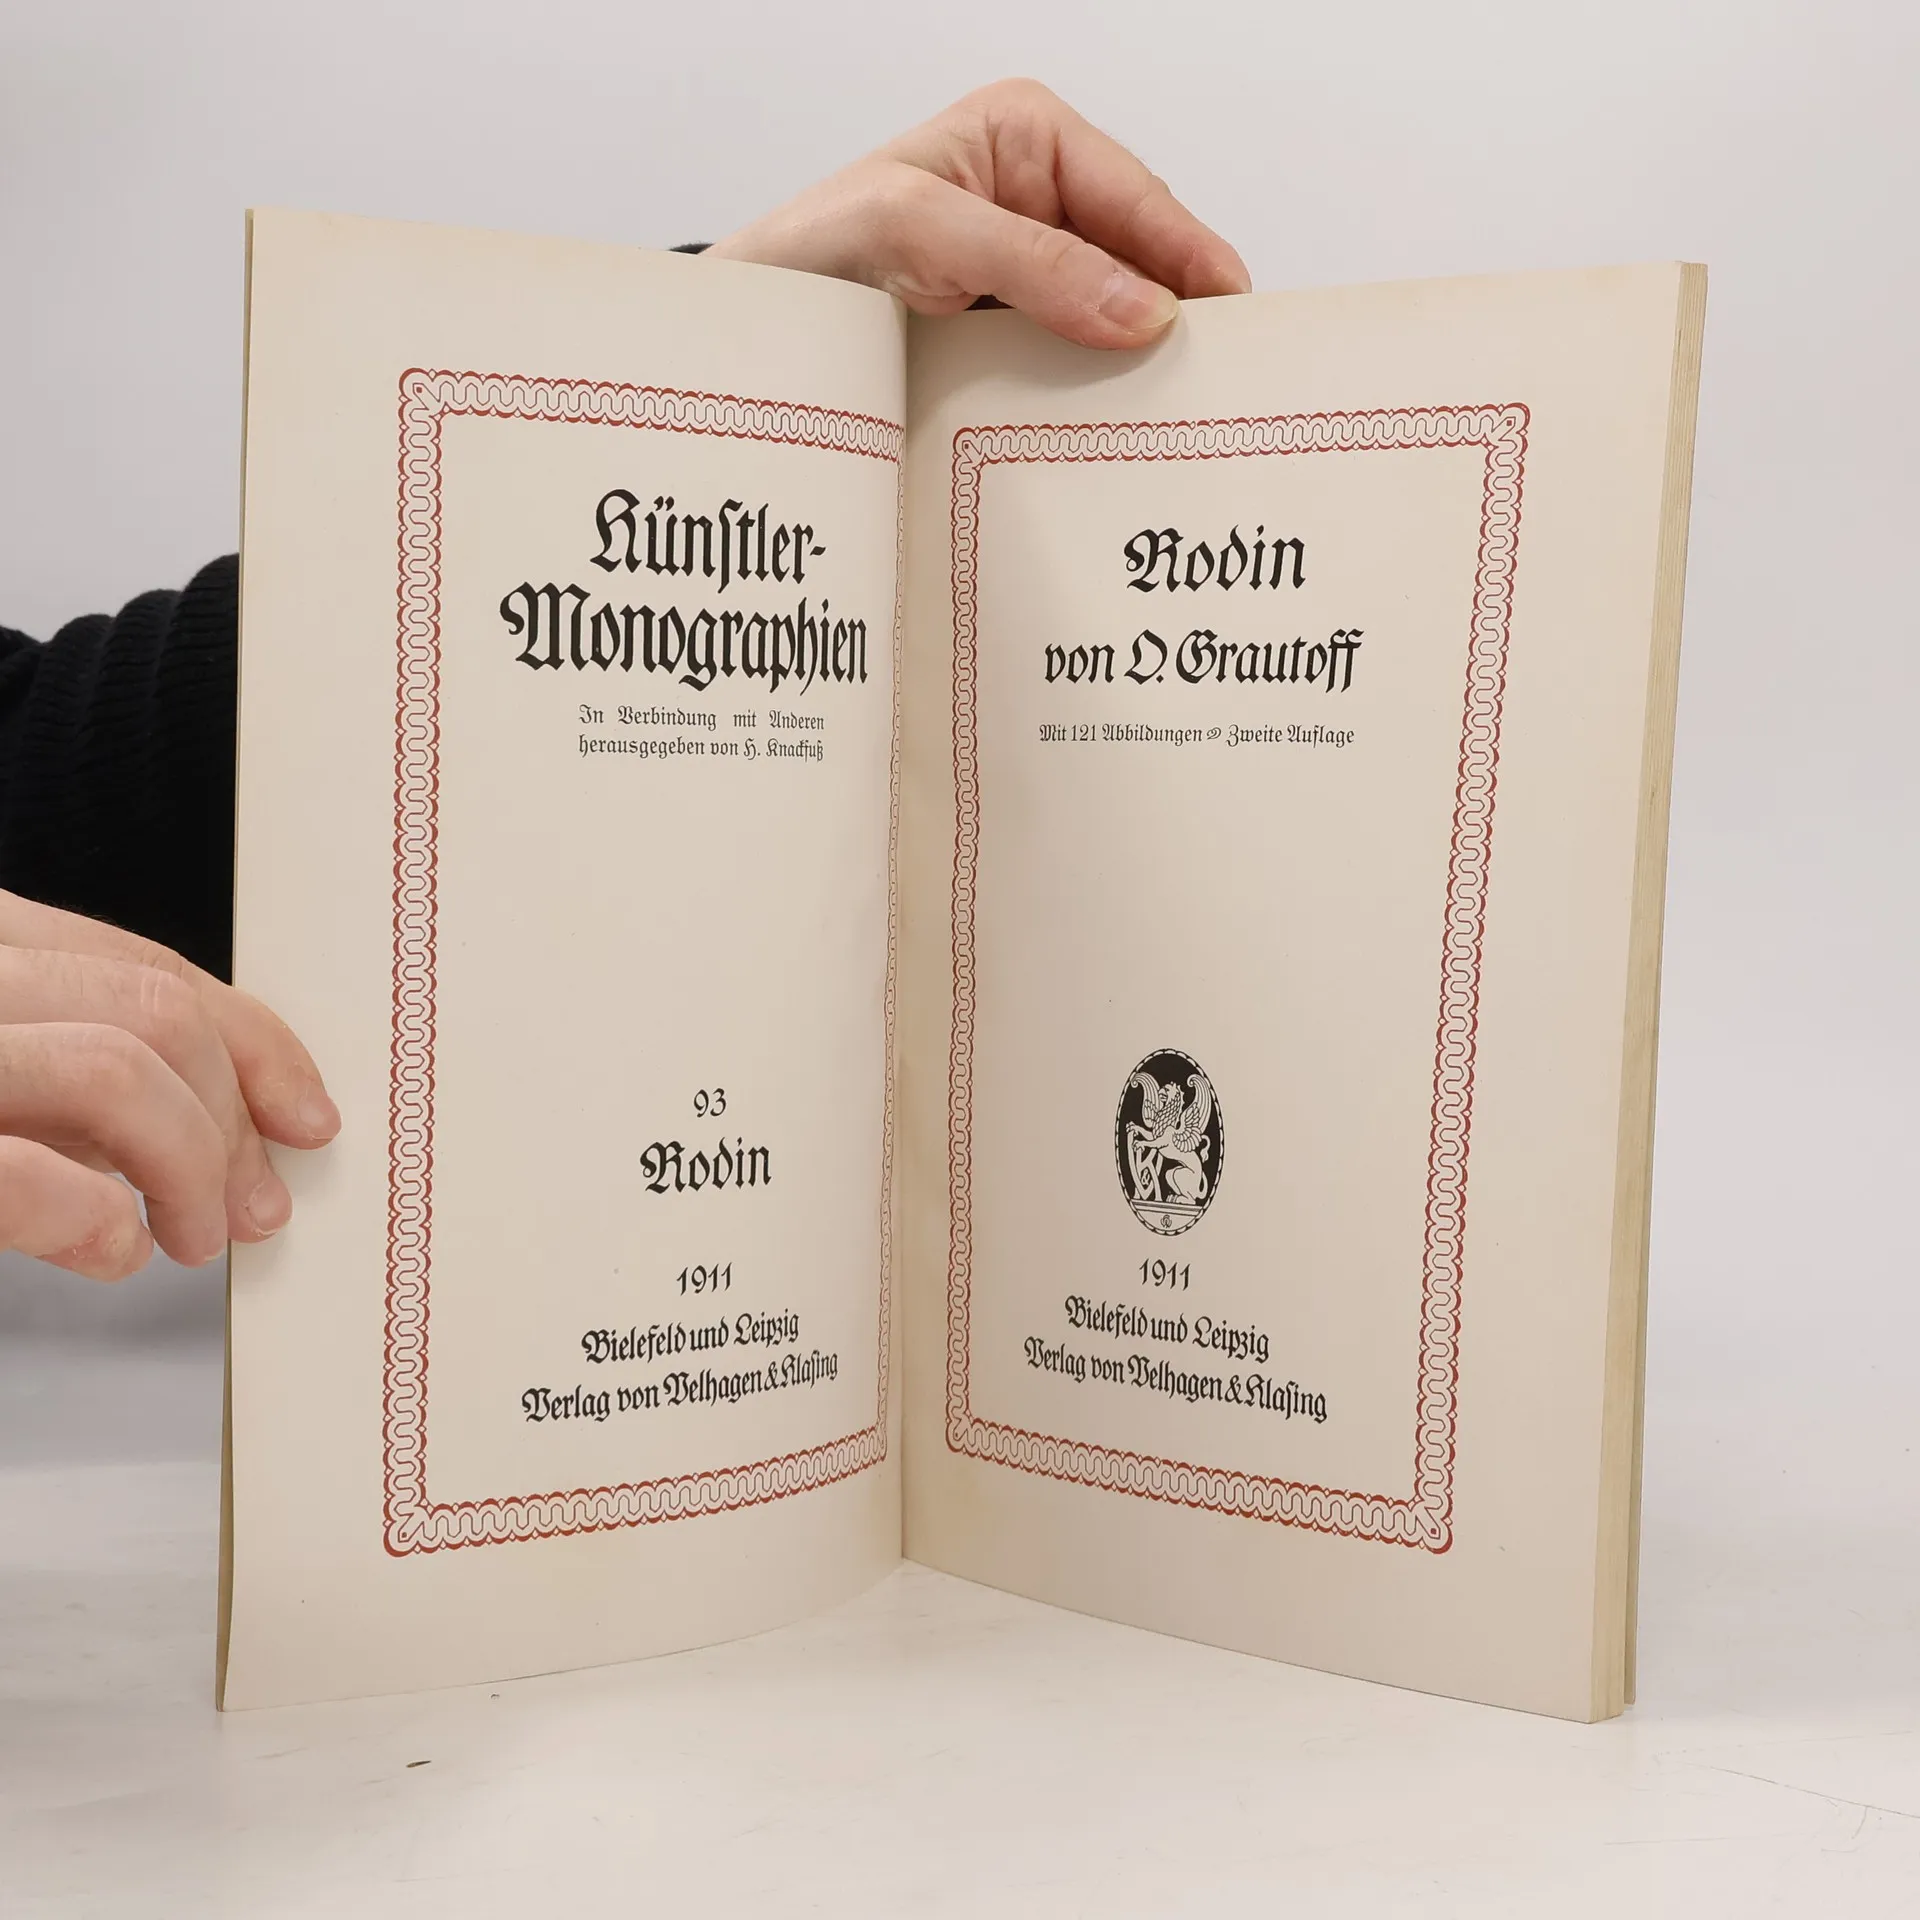 Künstler-
Monographien
In Verbindung mit Anderen
herausgegeben von H. Knackfuß
93
Rodin
1911
Bielefeld und Leipzig
Verlag von Velhagen & Klasing
Rodin
von O. Grautoff
Mit 121 Abbildungen Zweite Auflage
1911
Bielefeld und Leipzig
Verlag von Velhagen & Klasing